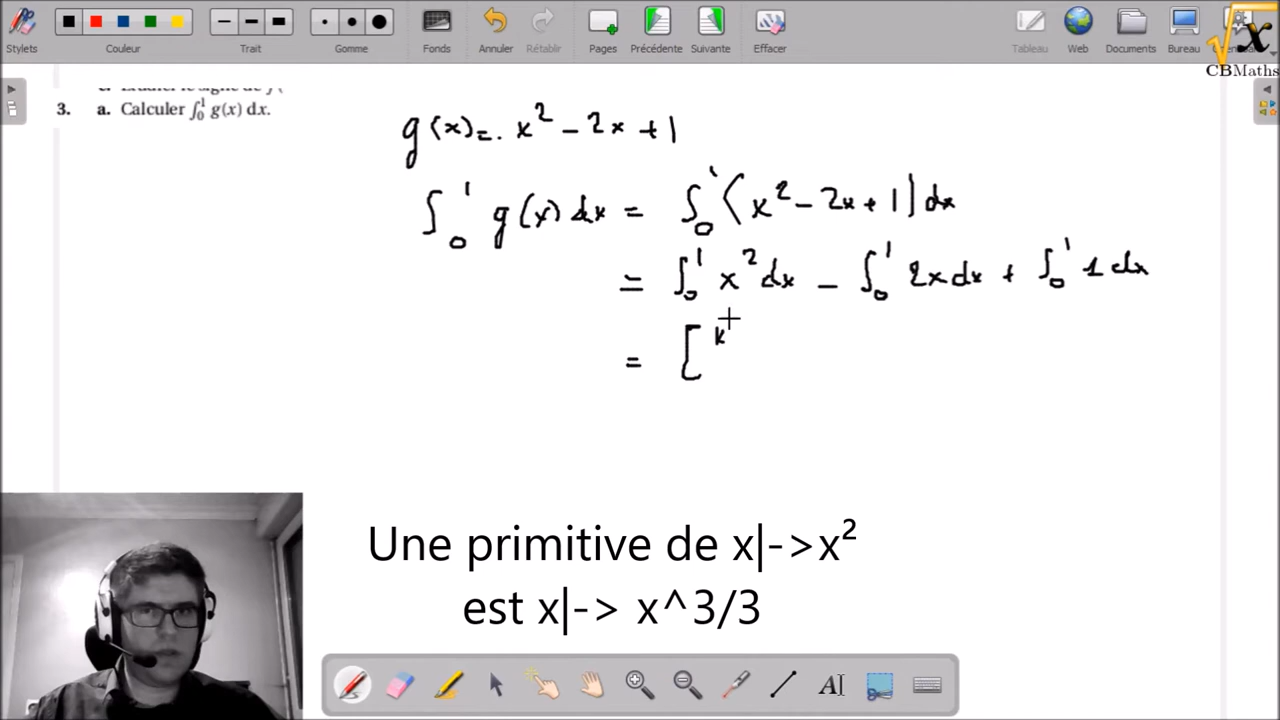 Stylets Couleur Trait Gomme Fonds Annuler Rétablir Pages Précédente Suivante Effacer Tableau Web Documents Bureau
√x
CBMaths
3. a. Calculer ∫₀¹ g(x) dx.
g(x)=. x² - 2x + 1
∫₀¹ g(x) dx = ∫₀¹ (x² - 2x + 1) dx
= ∫₀¹ x² dx - ∫₀¹ 2x dx + ∫₀¹ 1 dx
= [ x
Une primitive de x|->x²
est x|-> x^3/3
AI